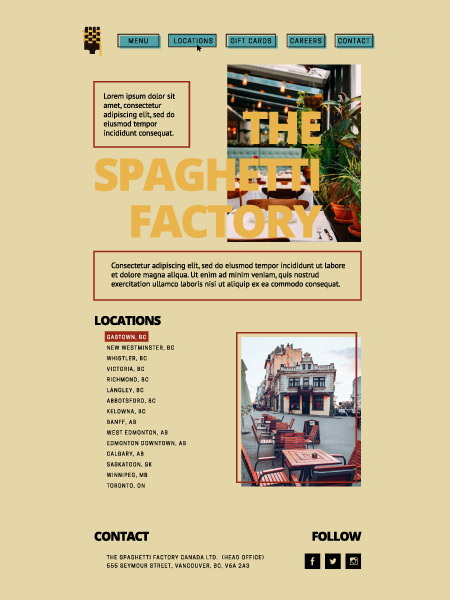 MENU LOCATIONS GIFT CARDS CAREERS CONTACT
Lorem ipsum dolor sit
amet, consectetur
adipiscing elit, sed do
eiusmod tempor
incididunt consequat.
THE
SPAGHETTI
FACTORY
Consectetur adipiscing elit, sed do eiusmod tempor incididunt ut labore
et dolore magna aliqua. Ut enim ad minim veniam, quis nostrud
exercitation ullamco laboris nisi ut aliquip ex ea commodo consequat.
LOCATIONS
GASTOWN, BC
NEW WESTMINSTER, BC
WHISTLER, BC
VICTORIA, BC
RICHMOND, BC
LANGLEY, BC
ABBOTSFORD, BC
KELOWNA, BC
BANFF, AB
WEST EDMONTON, AB
EDMONTON DOWNTOWN, AB
CALGARY, AB
SASKATOON, SK
WINNIPEG, MB
TORONTO, ON
CONTACT
FOLLOW
THE SPAGHETTI FACTORY CANADA LTD. (HEAD OFFICE)
555 SEYMOUR STREET, VANCOUVER, BC, V6A 2A3